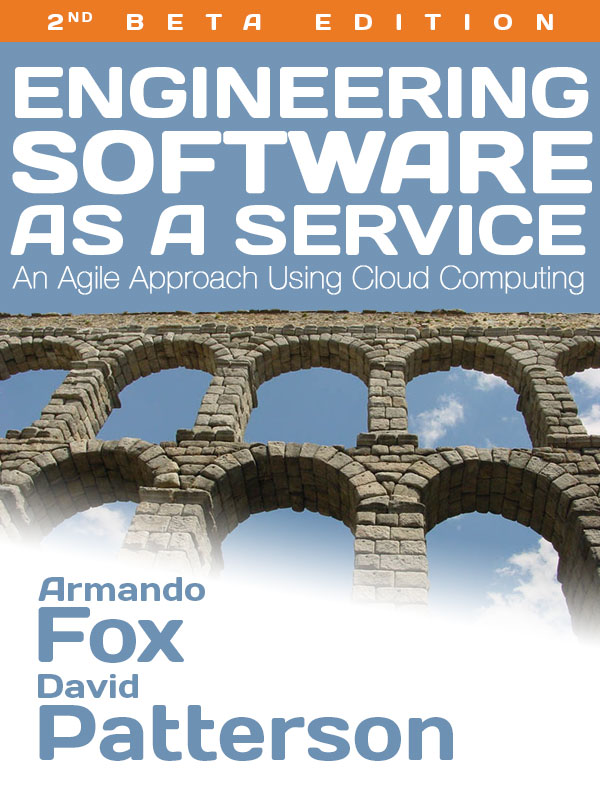 2ND BETA EDITION
ENGINEERING
SOFTWARE
AS A SERVICE
An Agile Approach Using Cloud Computing
Armando
Fox
David
Patterson